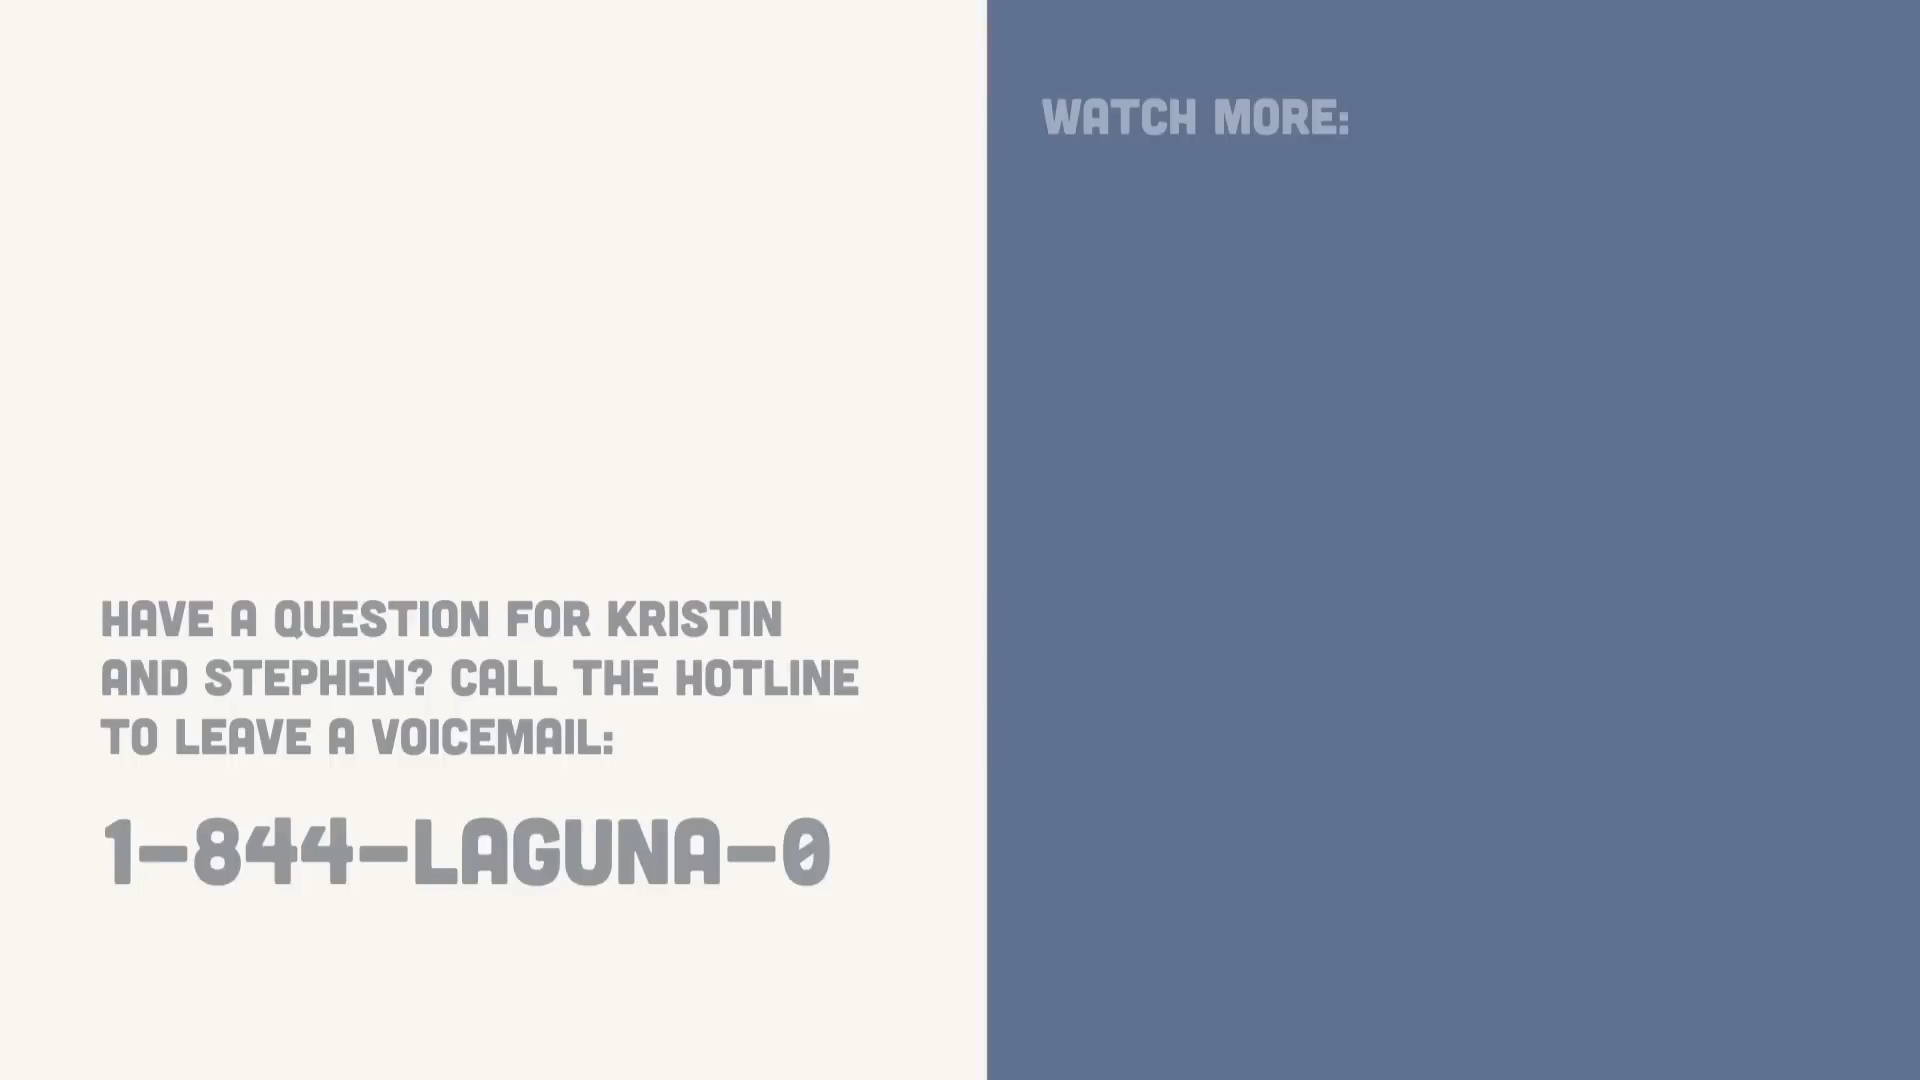 HAVE A QUESTION FOR KRISTIN
AND STEPHEN? CALL THE HOTLINE
TO LEAVE A VOICEMAIL:
1-844-LAGUNA-0
WATCH MORE: